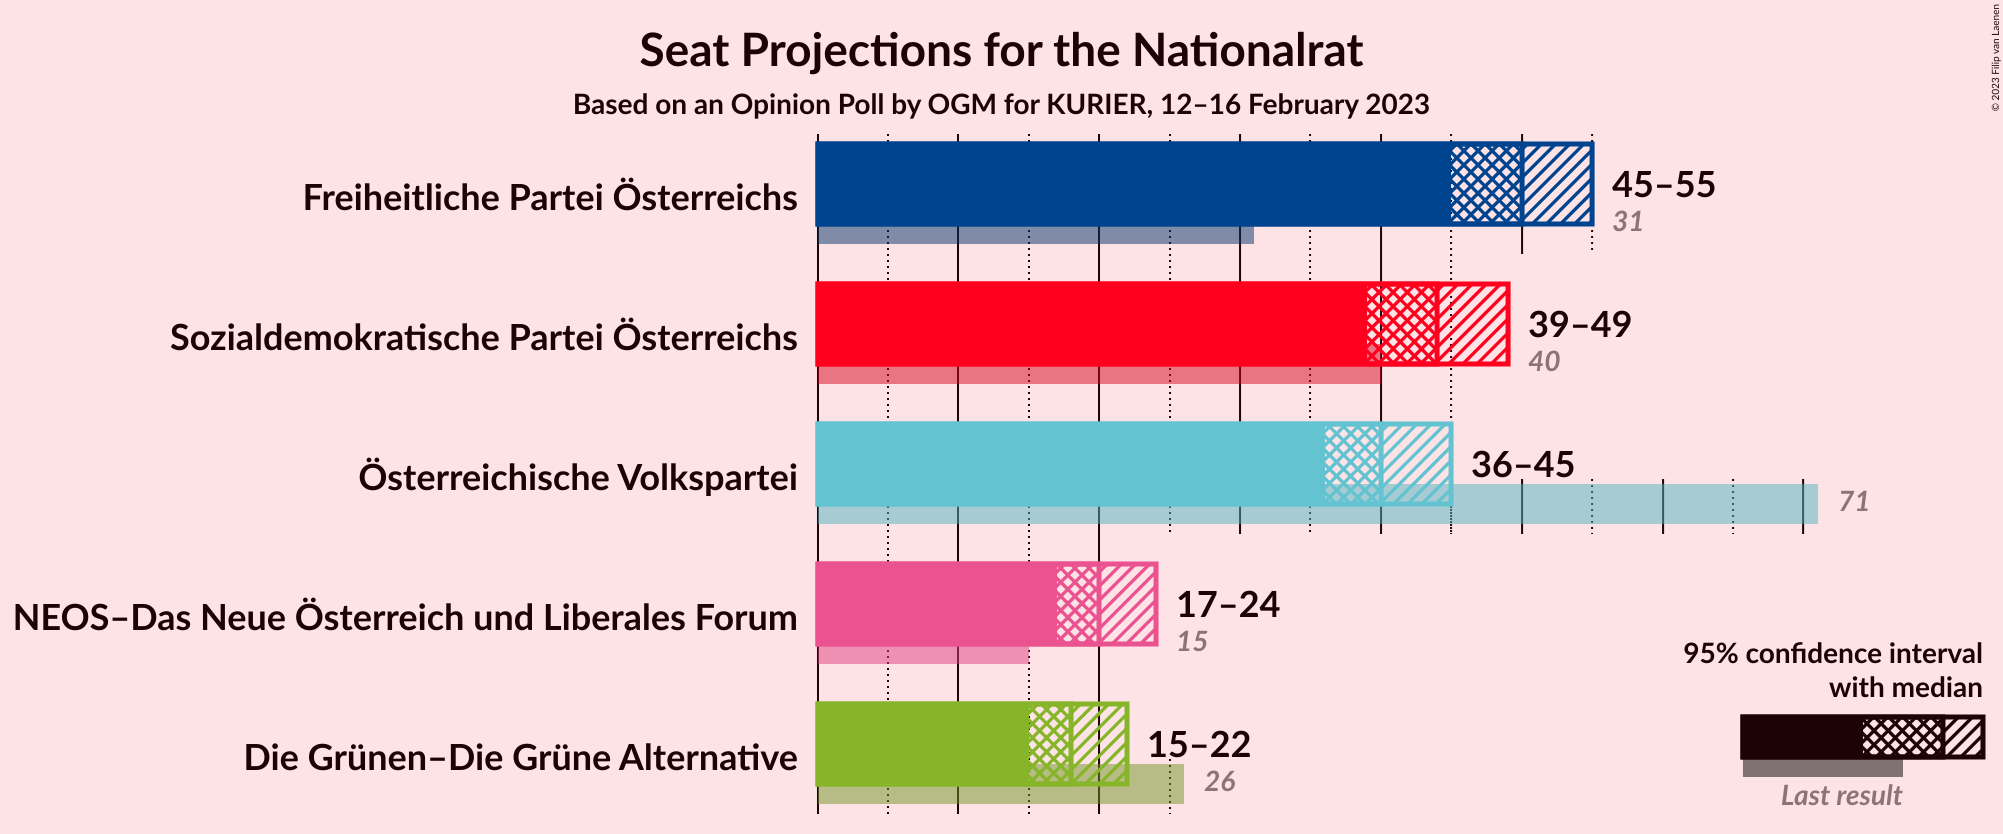 Seat Projections for the Nationalrat
Based on an Opinion Poll by OGM for KURIER, 12–16 February 2023
© 2023 Filip van Laenen
Freiheitliche Partei Österreichs
45–55
31
Sozialdemokratische Partei Österreichs
39–49
40
Österreichische Volkspartei
36–45
71
NEOS–Das Neue Österreich und Liberales Forum
17–24
15
Die Grünen–Die Grüne Alternative
15–22
26
95% confidence interval
with median
Last result